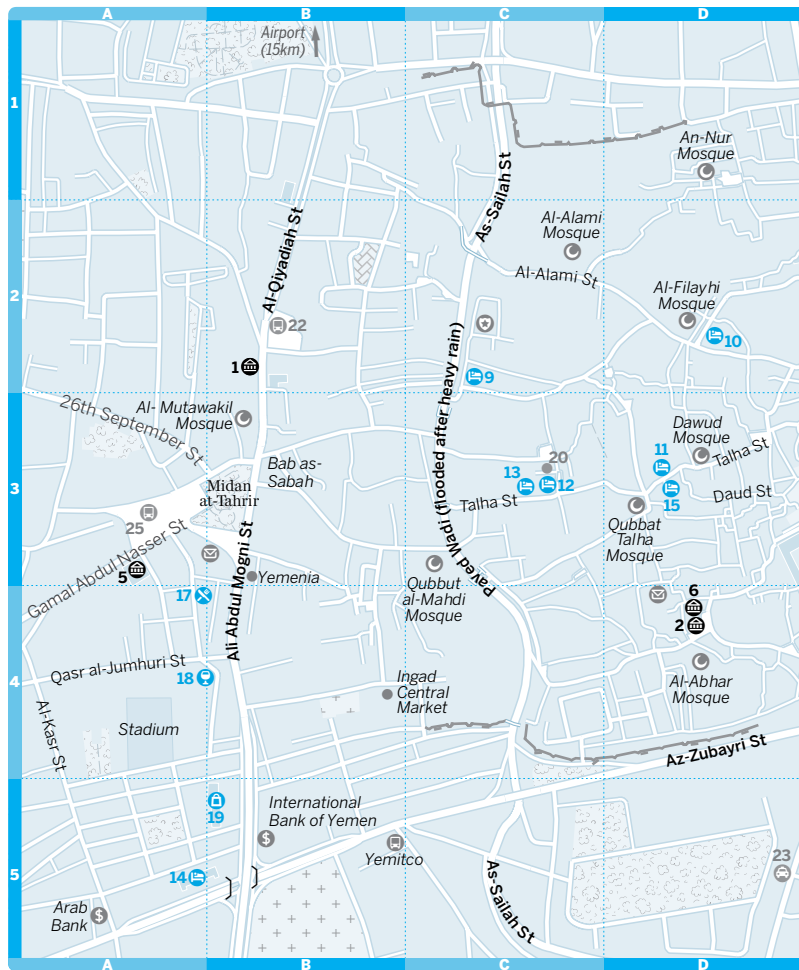 A B C D
Airport
(15km)
1
An-Nur
Mosque
As-Sailah St
Al-Alami
Mosque
Al-Qiyadiah St
Al-Alami St
2
Al-Filayhi
Mosque
22
10
1
9
Paved Wadi (flooded after heavy rain)
26th September St
Al- Mutawakil
Mosque
Dawud
Mosque
Bab as-
Sabah
20
11
Talha St
3
Midan
at-Tahrir
13
12
15
Daud St
Talha St
25
Qubbat
Talha
Mosque
Gamal Abdul Nasser St
5
Ali Abdul Mogni St
Yemenia
Qubbut
al-Mahdi
Mosque
17
6
2
Qasr al-Jumhuri St
18
Ingad
Central
Market
Al-Abhar
Mosque
4
Al-Kasr St
Stadium
Az-Zubayri St
19
International
Bank of Yemen
$
Yemitco
23
14
As-Sailah St
5
Arab
Bank
$
A B C D